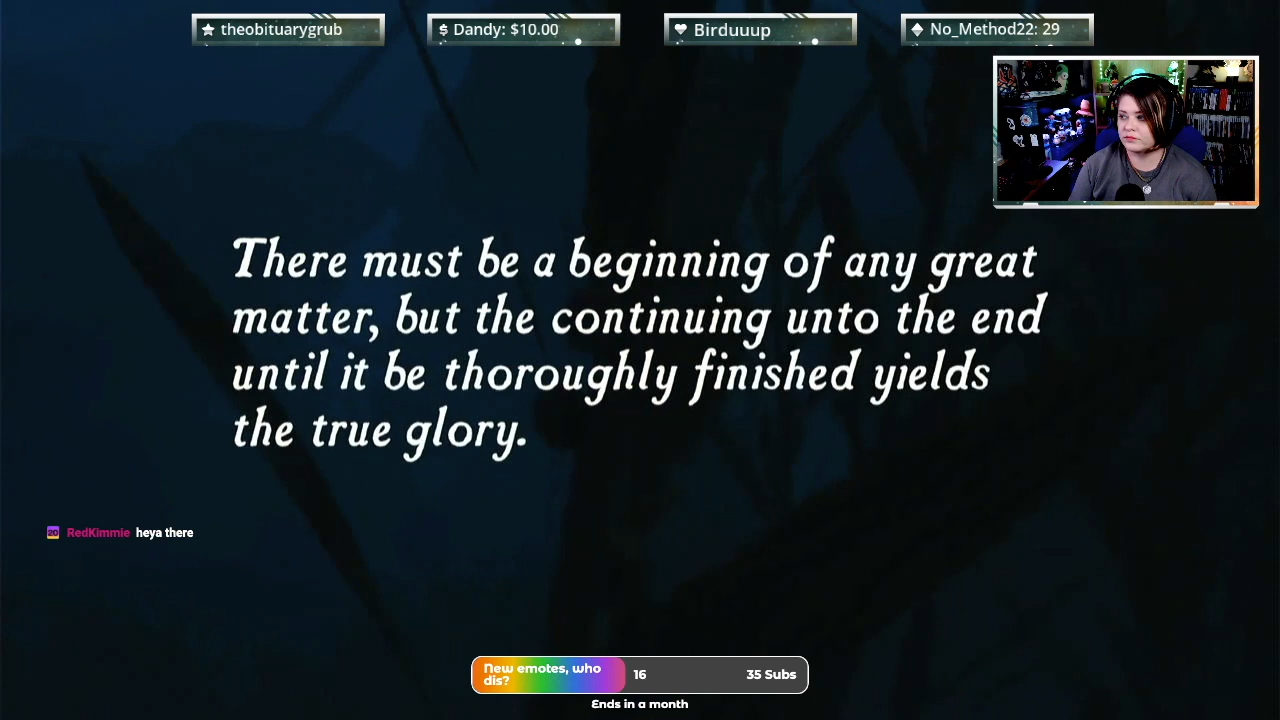 theobituarygrub
$ Dandy: $10.00
Birduuup
No_Method22: 29
There must be a beginning of any great
matter, but the continuing unto the end
until it be thoroughly finished yields
the true glory.
20 RedKimmie heya there
New emotes, who
dis?
16
35 Subs
Ends in a month